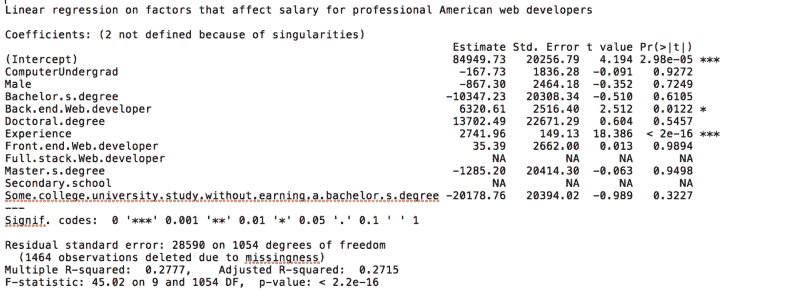 Linear regression on factors that affect salary for professional American web developers
Coefficients: (2 not defined because of singularities)
Estimate Std. Error t value Pr(>|t|)
(Intercept) 84949.73 20256.79 4.194 2.98e-05 ***
ComputerUndergrad -167.73 1836.28 -0.091 0.9272
Male -867.30 2464.18 -0.352 0.7249
Bachelor.s.degree -10347.23 20308.34 -0.510 0.6105
Back.end.Web.developer 6320.61 2516.40 2.512 0.0122 *
Doctoral.degree 13702.49 22671.29 0.604 0.5457
Experience 2741.96 149.13 18.386 < 2e-16 ***
Front.end.Web.developer 35.39 2662.00 0.013 0.9894
Full.stack.Web.developer NA NA NA NA
Master.s.degree -1285.20 20414.30 -0.063 0.9498
Secondary.school NA NA NA NA
Some.college.university.study.without.earning.a.bachelor.s.degree -20178.76 20394.02 -0.989 0.3227
---
Signif. codes: 0 '***' 0.001 '**' 0.01 '*' 0.05 '.' 0.1 ' ' 1
Residual standard error: 28590 on 1054 degrees of freedom
(1464 observations deleted due to missingness)
Multiple R-squared: 0.2777, Adjusted R-squared: 0.2715
F-statistic: 45.02 on 9 and 1054 DF, p-value: < 2.2e-16